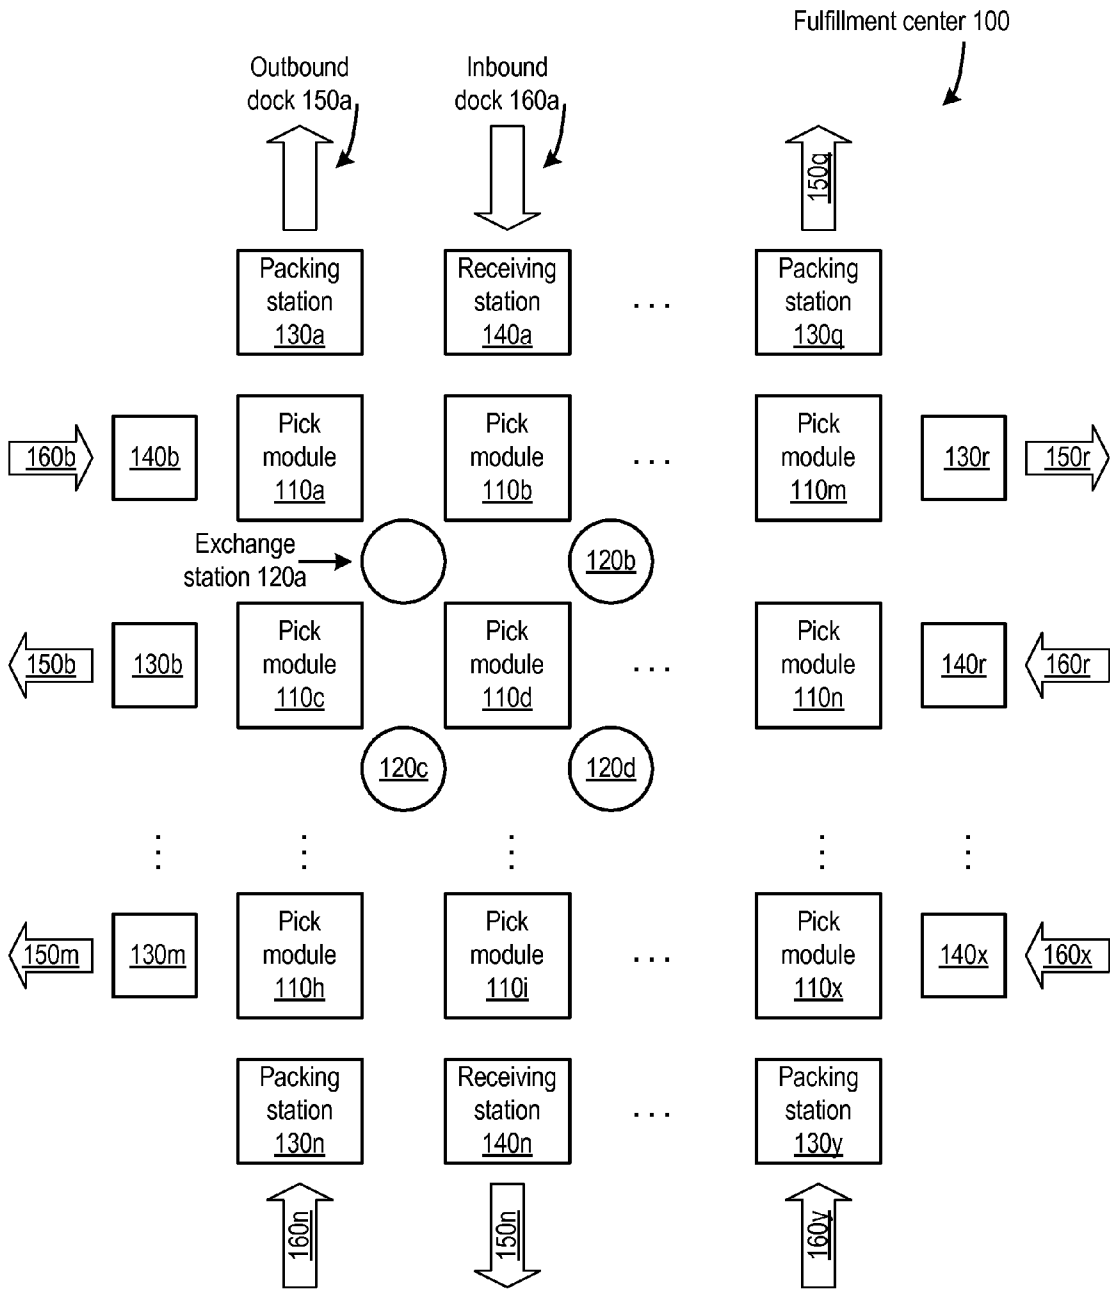 Fulfillment center 100
Outbound
dock 150a
Inbound
dock 160a
150q
Packing
station
130a
Receiving
station
140a
. . .
Packing
station
130q
160b
140b
Pick
module
110a
Pick
module
110b
. . .
Pick
module
110m
130r
150r
Exchange
station 120a
120b
150b
130b
Pick
module
110c
Pick
module
110d
. . .
Pick
module
110n
140r
160r
120c
120d
150m
130m
Pick
module
110h
Pick
module
110i
. . .
Pick
module
110x
140x
160x
Packing
station
130n
Receiving
station
140n
. . .
Packing
station
130y
160n
150n
160y